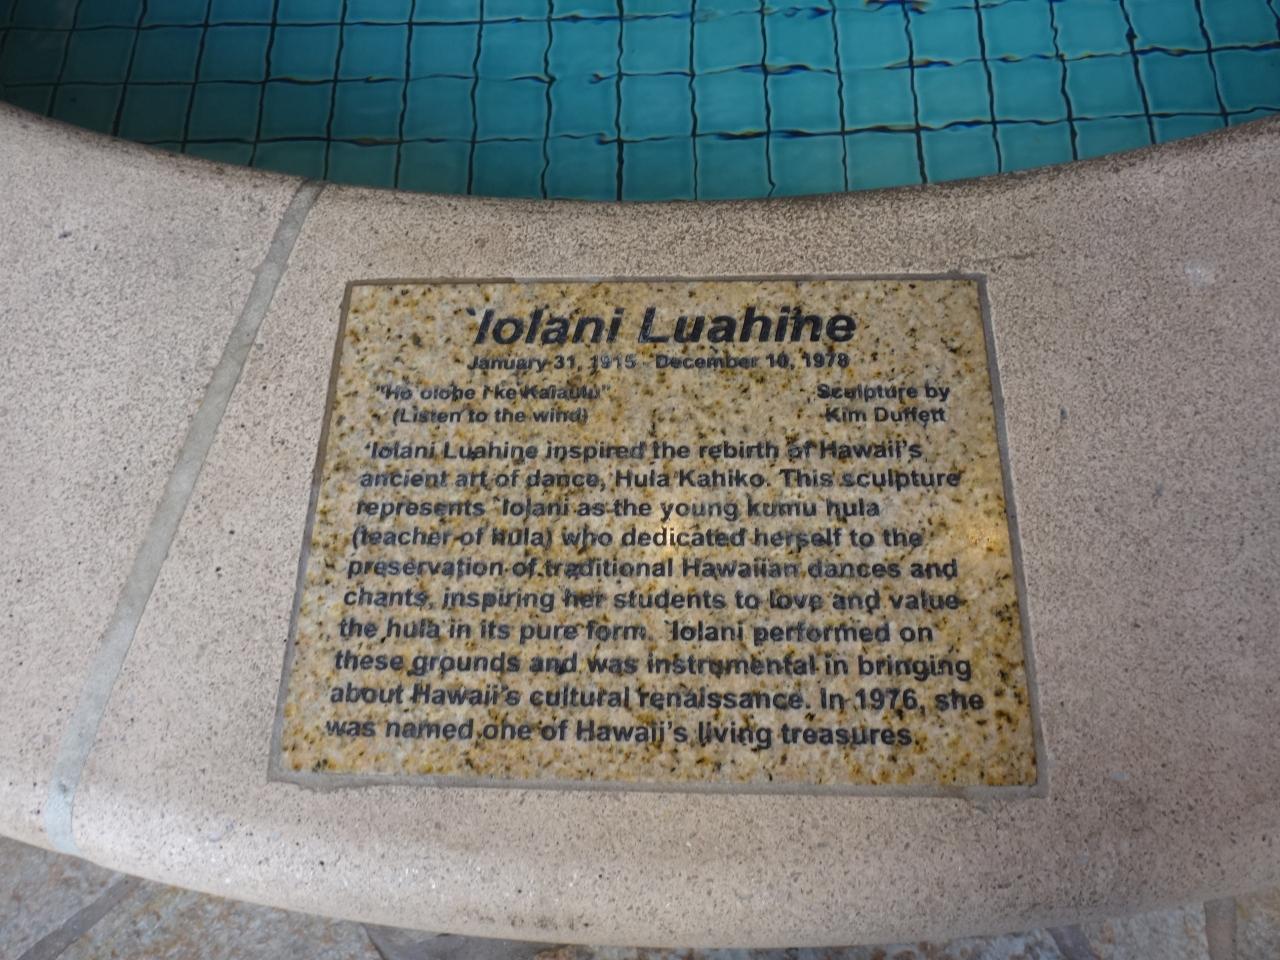 `Iolani Luahine
January 31, 1915 - December 10, 1978
"Ho olohe i ke Kaiaulu"
(Listen to the wind)
Sculpture by
Kim Duffett
'Iolani Luahine inspired the rebirth of Hawaii's
ancient art of dance, Hula Kahiko. This sculpture
represents `Iolani as the young kumu hula
(teacher of hula) who dedicated herself to the
preservation of traditional Hawaiian dances and
chants, inspiring her students to love and value
the hula in its pure form. `Iolani performed on
these grounds and was instrumental in bringing
about Hawaii's cultural renaissance. In 1976, she
was named one of Hawaii's living treasures.